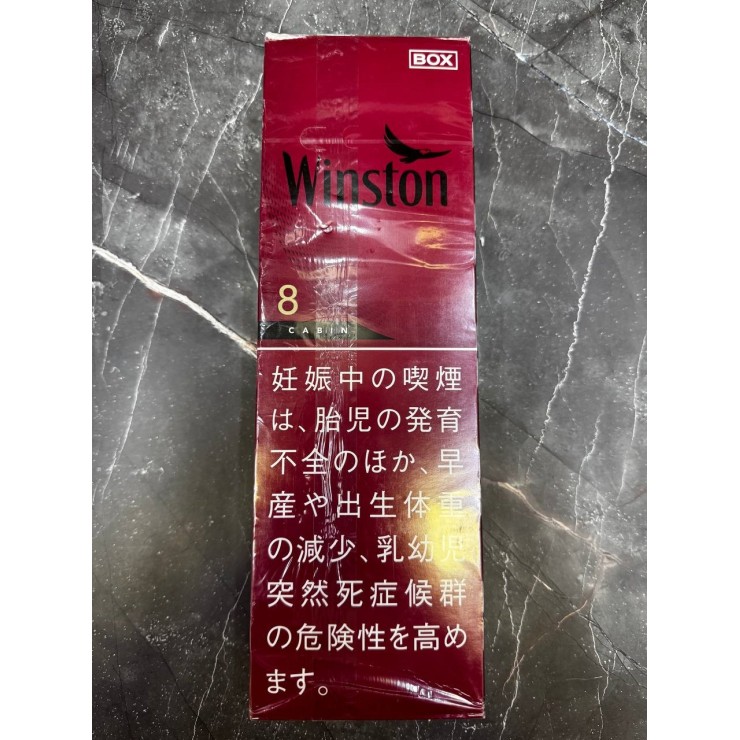 BOX
Winston
8
CABIN
妊娠中の喫煙
は、胎児の発育
不全のほか、早
産や出生体重
の減少、乳幼児
突然死症候群
の危険性を高め
ます。